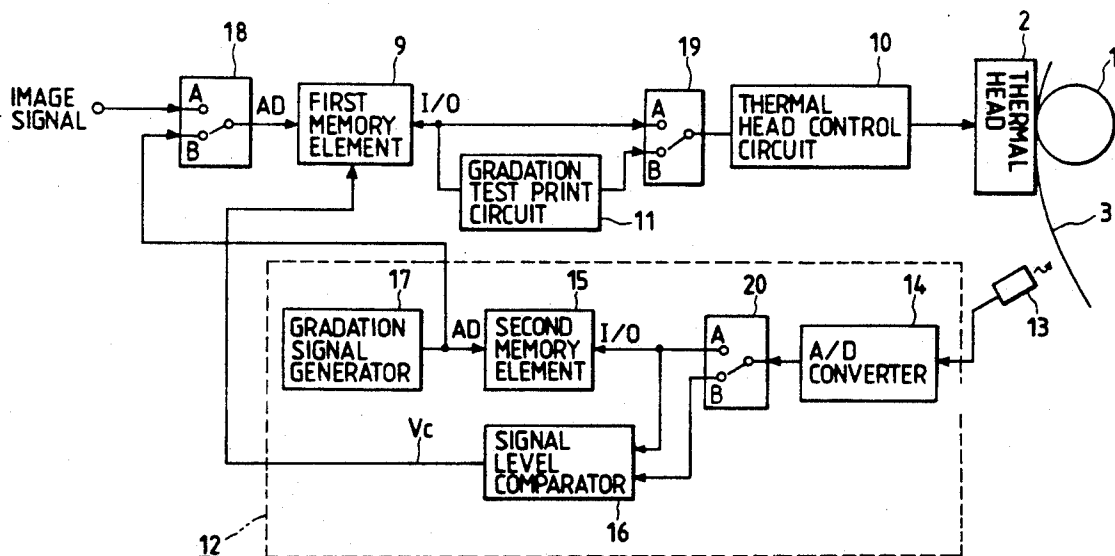 18
9
19
10
2
1
IMAGE
SIGNAL
A
B
AD
FIRST
MEMORY
ELEMENT
I/O
A
B
THERMAL
HEAD CONTROL
CIRCUIT
THERMAL
HEAD
GRADATION
TEST PRINT
CIRCUIT
11
3
17
15
20
14
13
GRADATION
SIGNAL
GENERATOR
AD
SECOND
MEMORY
ELEMENT
I/O
A
B
A/D
CONVERTER
Vc
SIGNAL
LEVEL
COMPARATOR
16
12